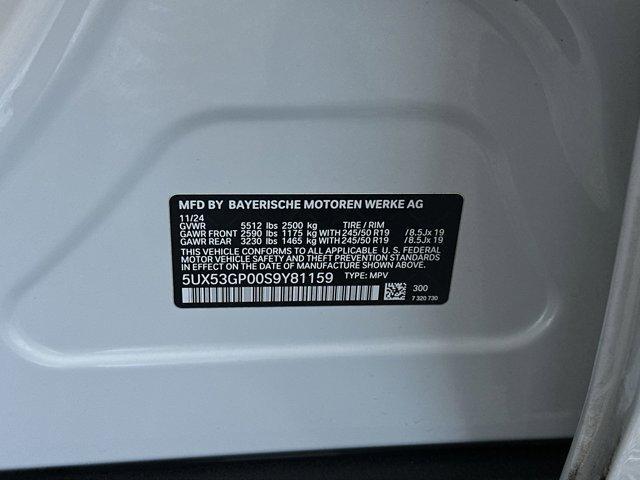 MFD BY BAYERISCHE MOTOREN WERKE AG
11/24
GVWR 5512 lbs 2500 kg TIRE / RIM
GAWR FRONT 2590 lbs 1175 kg WITH 245/50 R19 /8.5Jx 19
GAWR REAR 3230 lbs 1465 kg WITH 245/50 R19 /8.5Jx 19
THIS VEHICLE CONFORMS TO ALL APPLICABLE U. S. FEDERAL
MOTOR VEHICLE SAFETY AND THEFT PREVENTION STANDARDS
IN EFFECT ON THE DATE OF MANUFACTURE SHOWN ABOVE.
5UX53GP00S9Y81159 TYPE: MPV
300
7 320 730